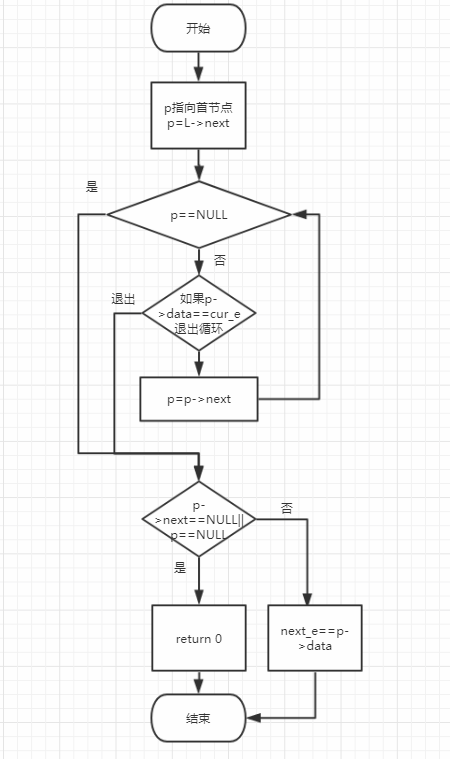 开始
p指向首节点
p=L->next
是
p==NULL
否
退出
如果p-
>data==cur_e
退出循环
p=p->next
p-
>next==NULL||
p==NULL
否
是
return 0
next_e==p-
>data
结束